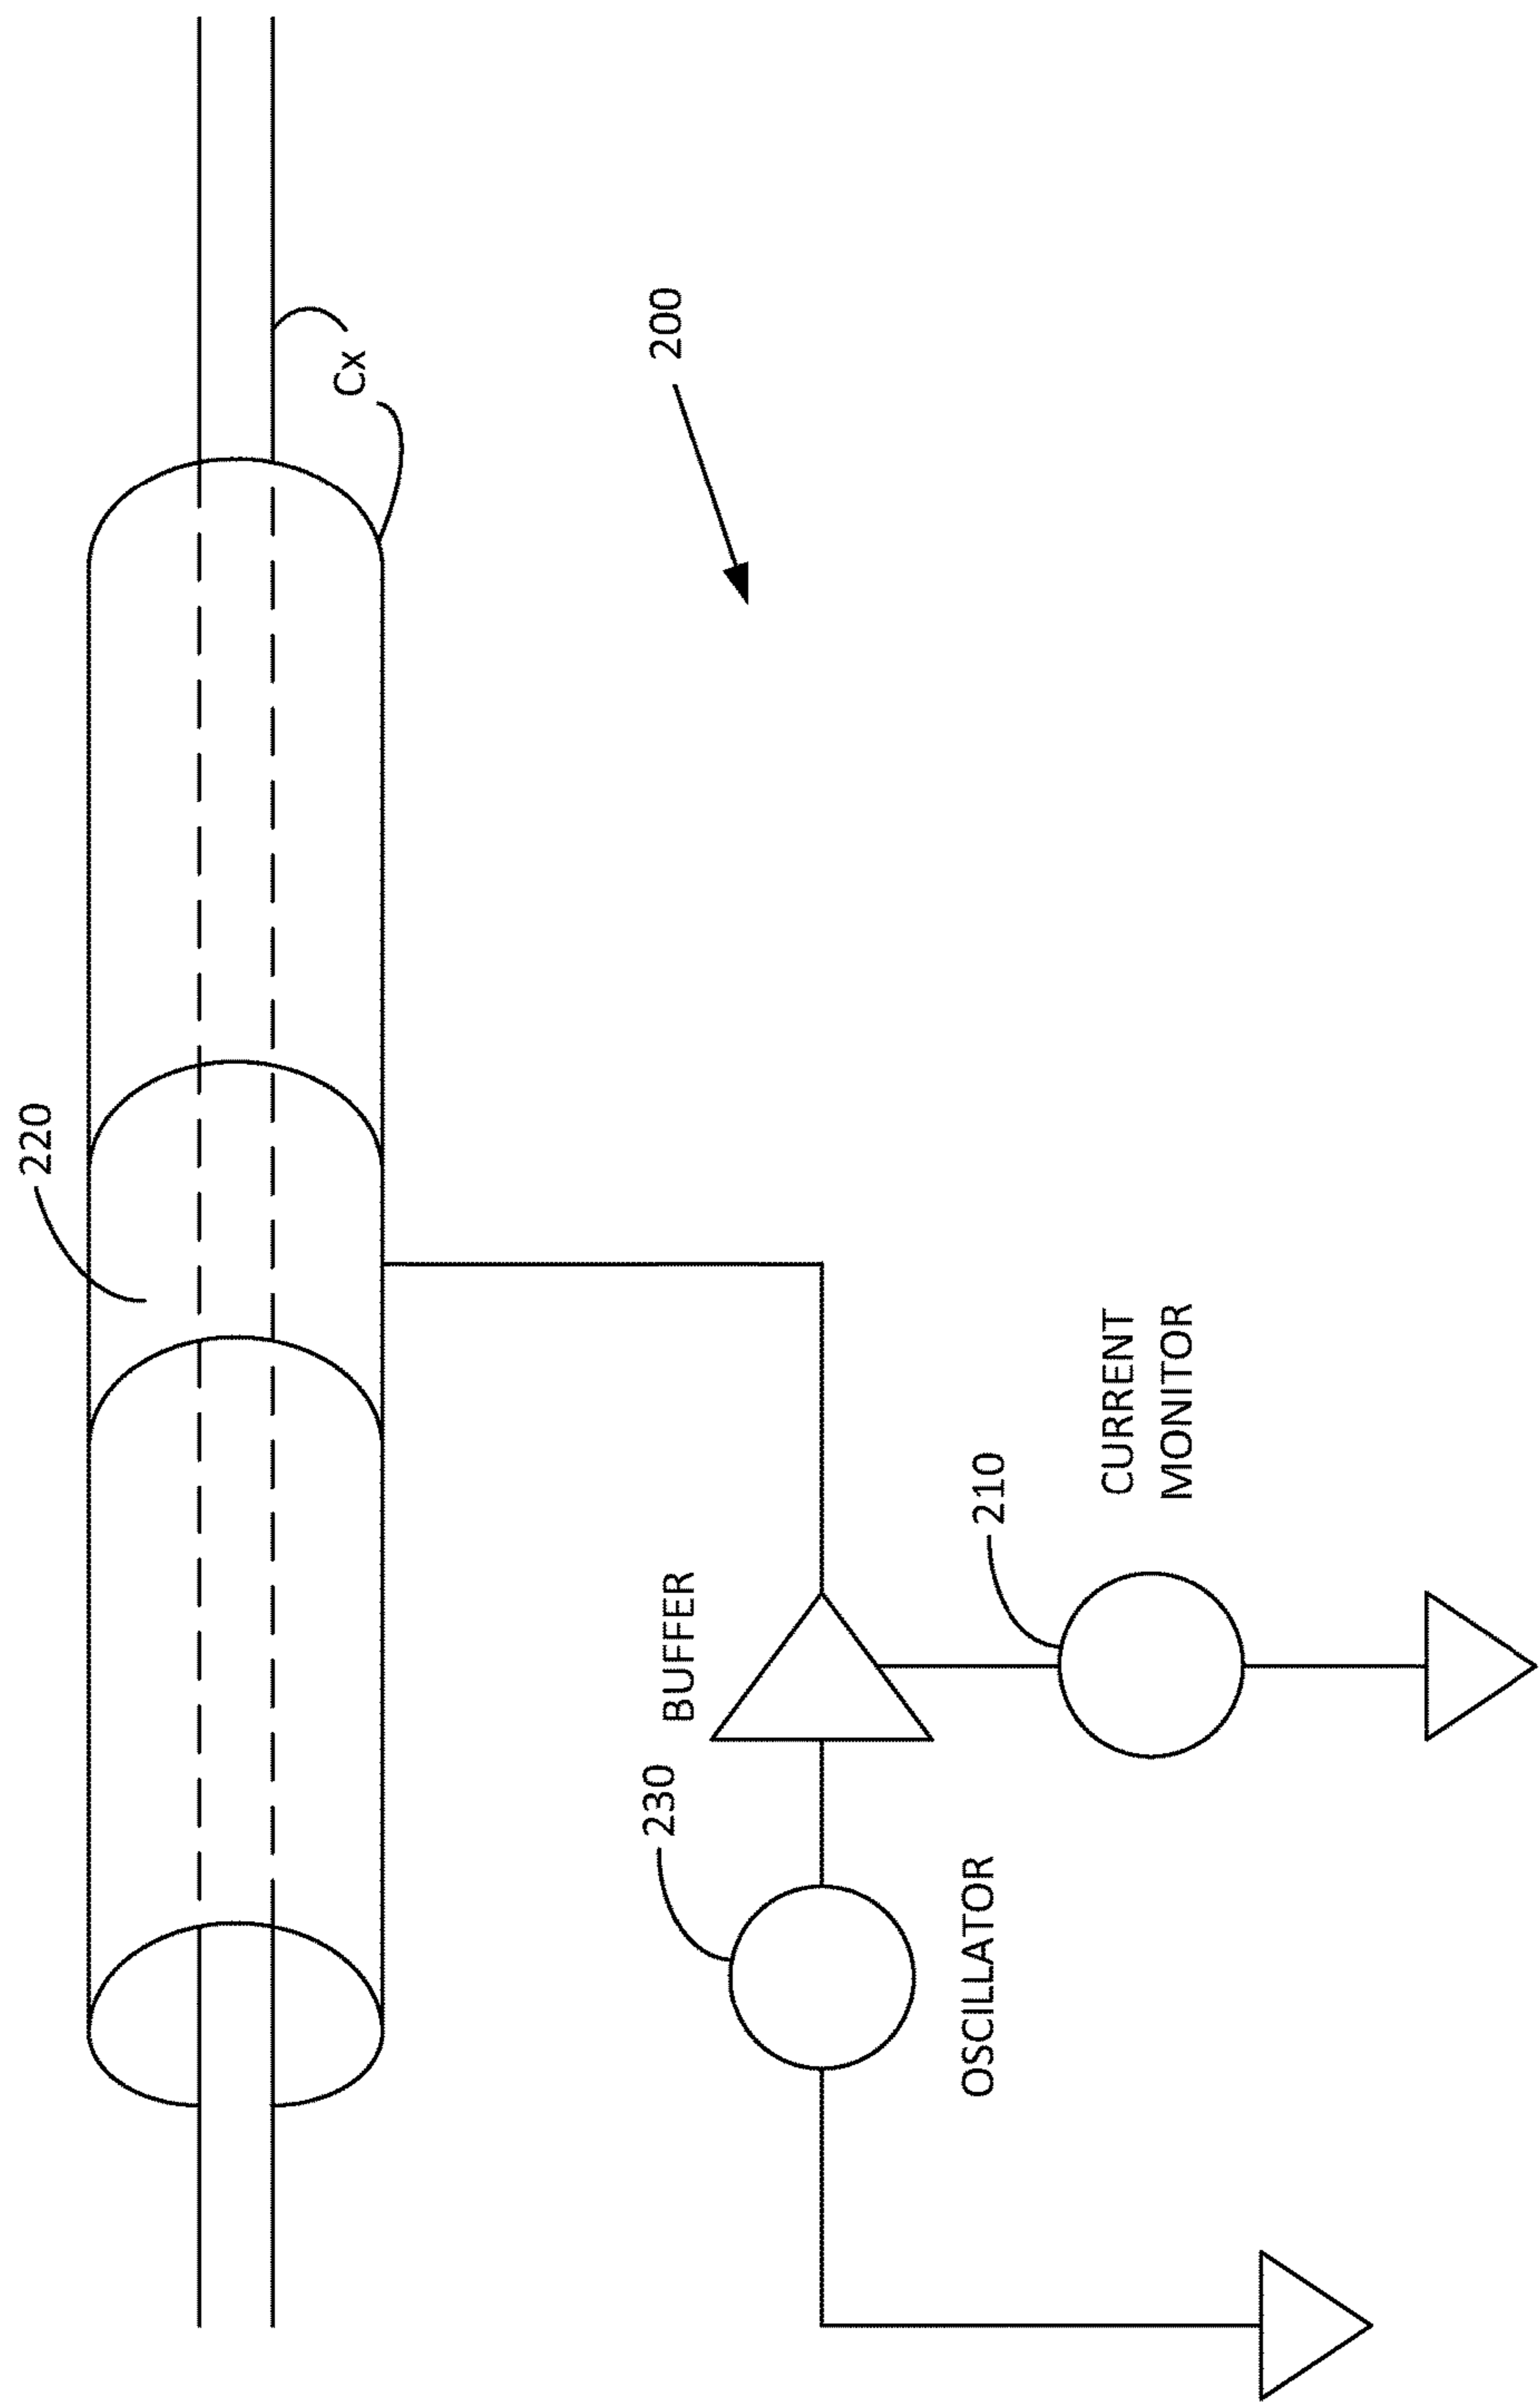 220
Cx
200
BUFFER
230
210
OSCILLATOR
CURRENT
MONITOR